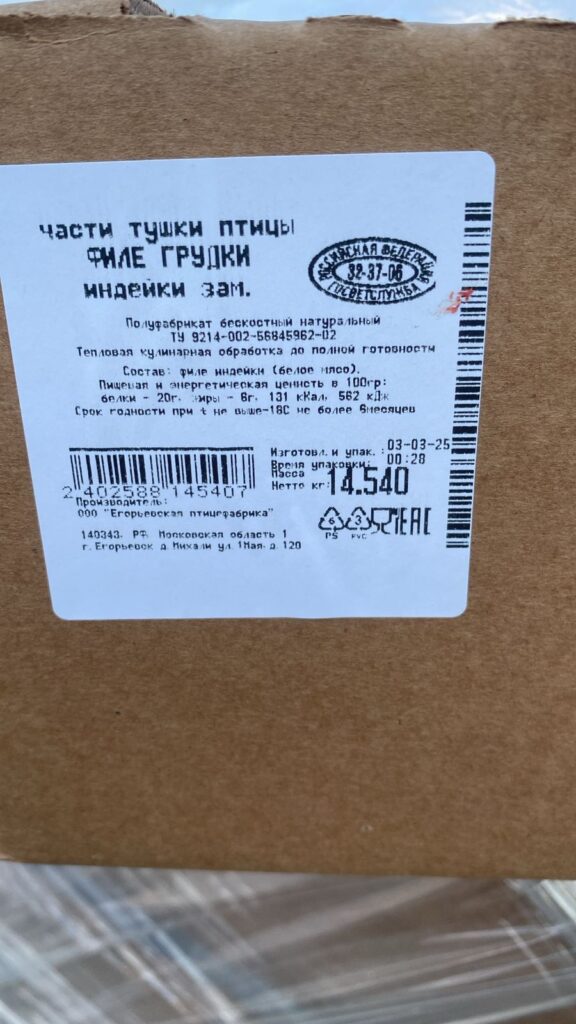 части тушки птицы
ФИЛЕ ГРУДКИ
индейки зам.
РОССИЙСКАЯ ФЕДЕРАЦИЯ
32-37-06
ГОСВЕТСЛУЖБА
Полуфабрикат бескостный натуральный
ТУ 9214-002-56845962-02
Тепловая кулинарная обработка до полной готовности
Состав: филе индейки (белое мясо).
Пищевая и энергетическая ценность в 100гр:
белки - 20г. жиры - 6г. 131 кКал, 562 кДж
Срок годности при t не выше-18С не более 6месяцев
Изготовл. и упак. : 03-03-25
Время упаковки: 00:28
Масса
Нетто кг: 14.540
2 402588 145407
Производитель:
ООО "Егорьевская птицефабрика"
140343, РФ, Московская область 1
г. Егорьевск д. Михали ул. 1Мая д. 120
6
PS
3
PVC
EAC